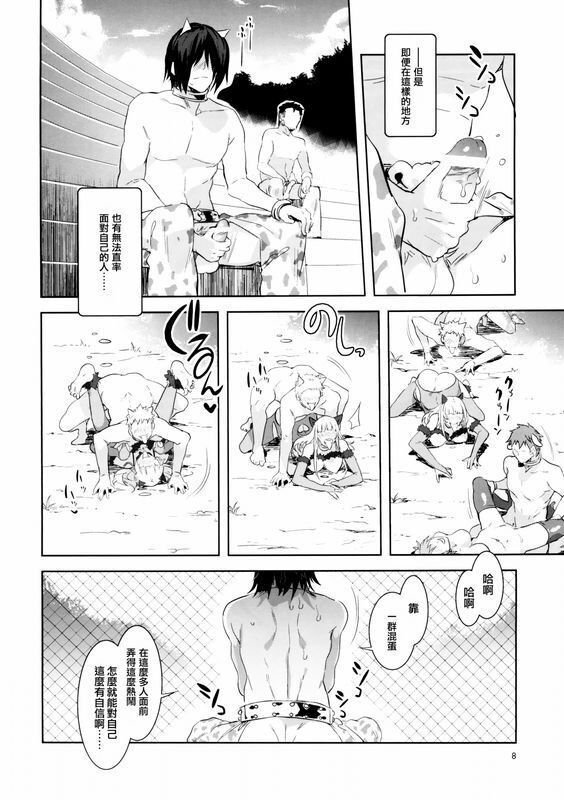 ——但是
即便在這樣的地方
也有無法直率
面對自己的人……
のしっ
ぐるんっ
哈啊
哈啊
靠
一群混蛋
在這麼多人面前
弄得這麼熱鬧
怎麼就能對自己
這麼有自信啊……
8